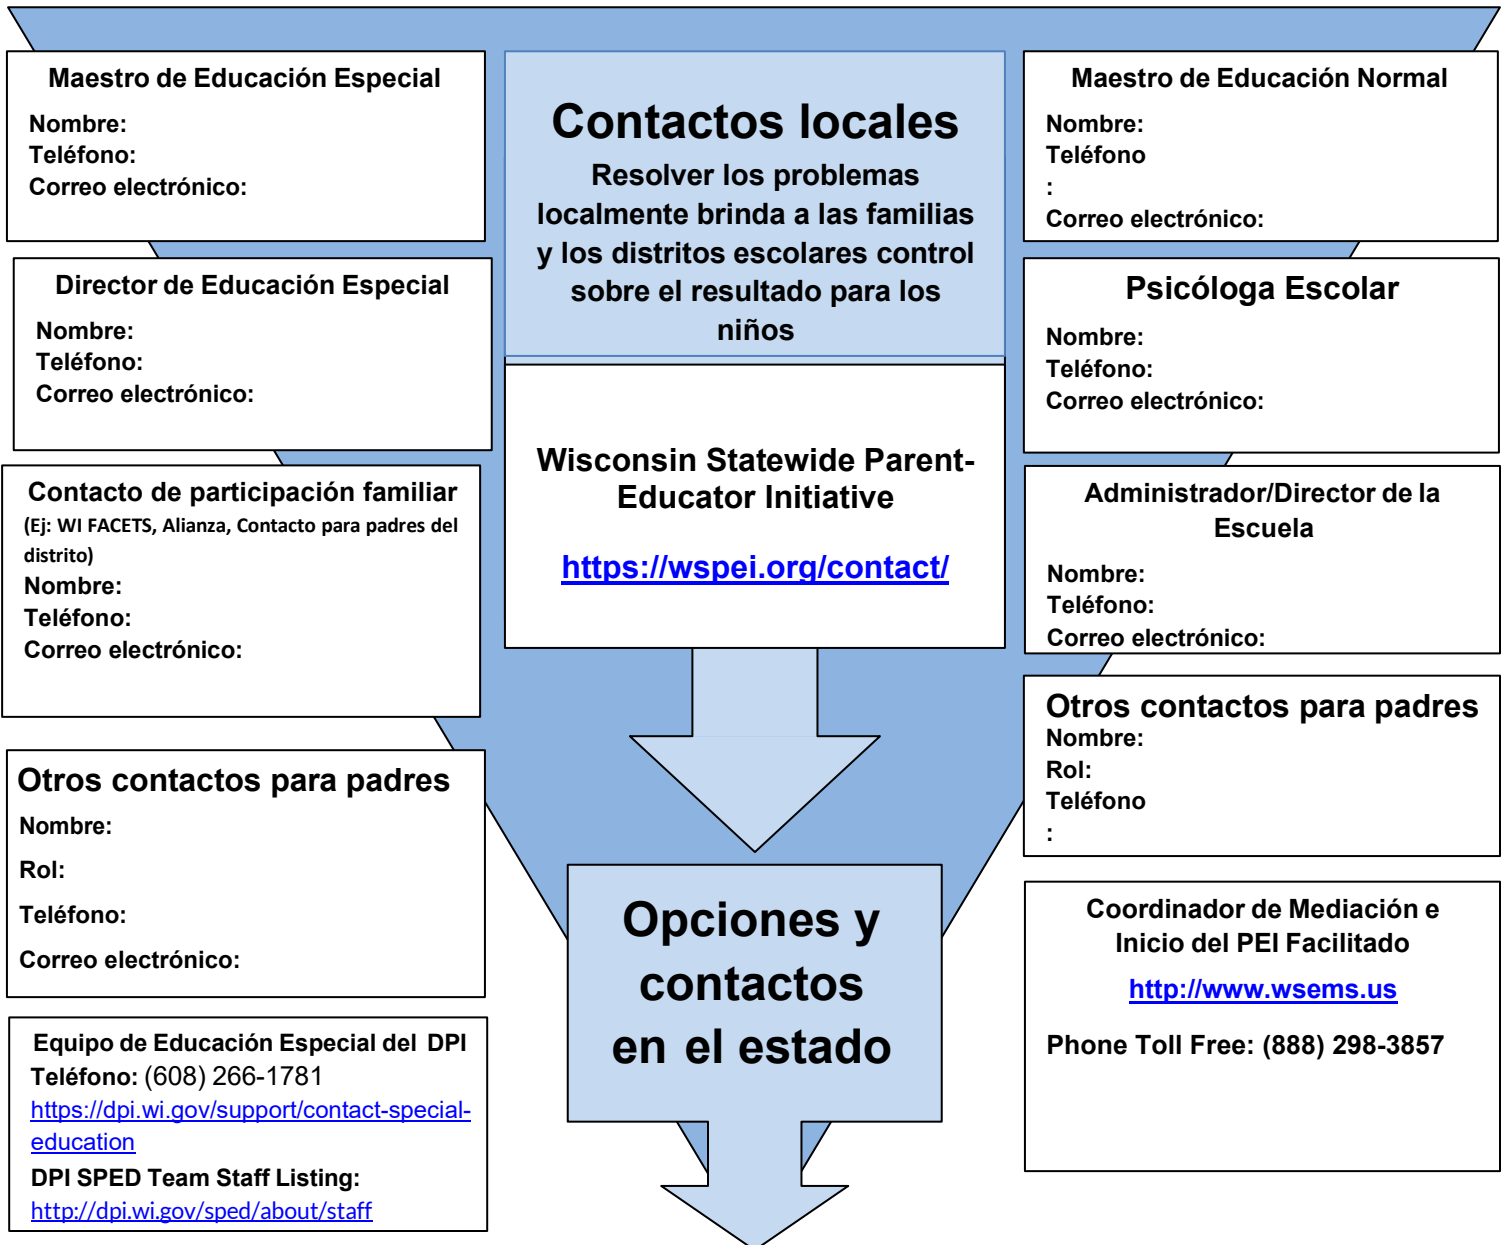 Maestro de Educación Especial
Nombre:
Teléfono:
Correo electrónico:
Director de Educación Especial
Nombre:
Teléfono:
Correo electrónico:
Contacto de participación familiar
(Ej: WI FACETS, Alianza, Contacto para padres del
distrito)
Nombre:
Teléfono:
Correo electrónico:
Otros contactos para padres
Nombre:
Rol:
Teléfono:
Correo electrónico:
Equipo de Educación Especial del DPI
Teléfono: (608) 266-1781
https://dpi.wi.gov/support/contact-special-
education
DPI SPED Team Staff Listing:
http://dpi.wi.gov/sped/about/staff
Contactos locales
Resolver los problemas
localmente brinda a las familias
y los distritos escolares control
sobre el resultado para los
niños
Wisconsin Statewide Parent-
Educator Initiative
https://wspei.org/contact/
Opciones y
contactos
en el estado
Maestro de Educación Normal
Nombre:
Teléfono
:
Correo electrónico:
Psicóloga Escolar
Nombre:
Teléfono:
Correo electrónico:
Administrador/Director de la
Escuela
Nombre:
Teléfono:
Correo electrónico:
Otros contactos para padres
Nombre:
Rol:
Teléfono
:
Coordinador de Mediación e
Inicio del PEI Facilitado
http://www.wsems.us
Phone Toll Free: (888) 298-3857